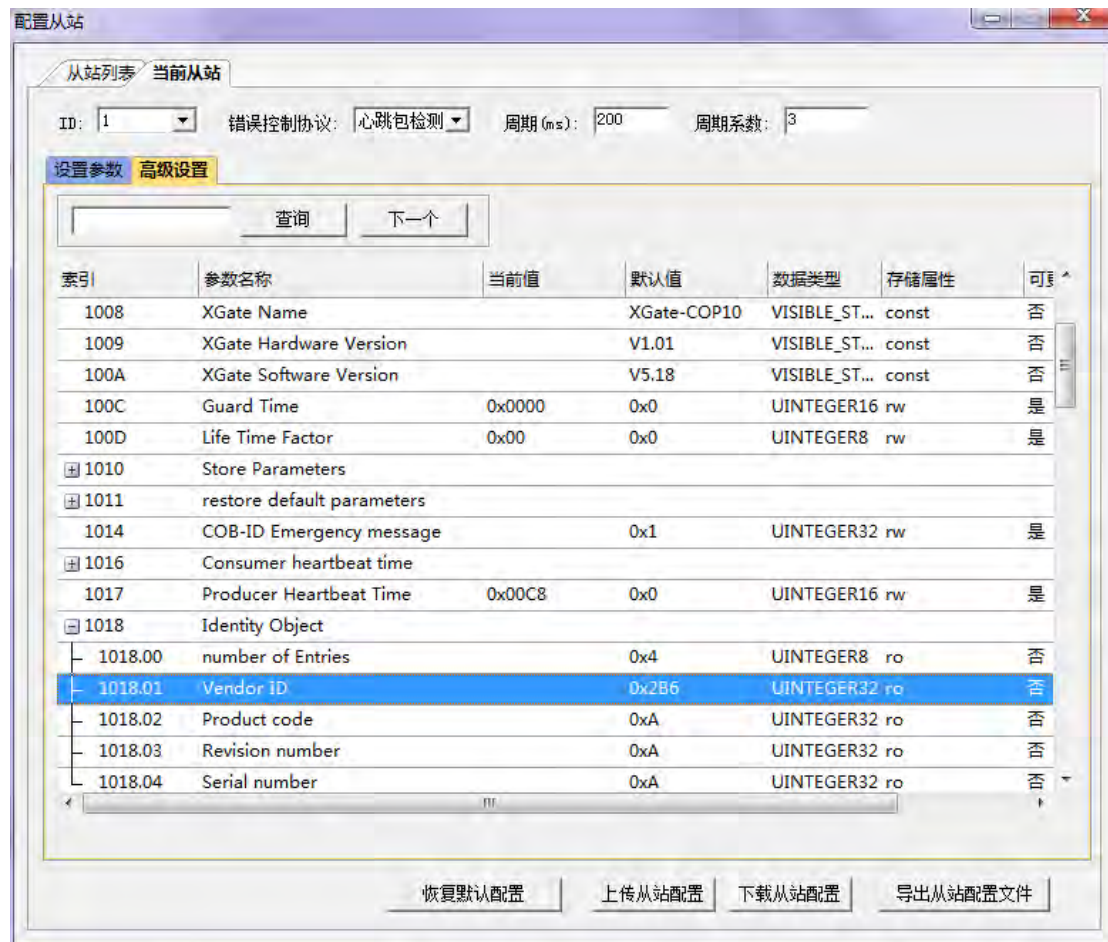 配置从站
从站列表 当前从站
ID: 1 错误控制协议: 心跳包检测 周期(ms): 200 周期系数: 3
设置参数 高级设置
查询 下一个
索引 参数名称 当前值 默认值 数据类型 存储属性
1008 XGate Name XGate-COP10 VISIBLE_ST... const 否
1009 XGate Hardware Version V1.01 VISIBLE_ST... const 否
100A XGate Software Version V5.18 VISIBLE_ST... const 否
100C Guard Time 0x0000 0x0 UINTEGER16 rw 是
100D Life Time Factor 0x00 0x0 UINTEGER8 rw 是
1010 Store Parameters
1011 restore default parameters
1014 COB-ID Emergency message 0x1 UINTEGER32 rw 是
1016 Consumer heartbeat time
1017 Producer Heartbeat Time 0x00C8 0x0 UINTEGER16 rw 是
1018 Identity Object
1018.00 number of Entries 0x4 UINTEGER8 ro 否
1018.01 Vendor ID 0x2B6 UINTEGER32 ro 否
1018.02 Product code 0xA UINTEGER32 ro 否
1018.03 Revision number 0xA UINTEGER32 ro 否
1018.04 Serial number 0xA UINTEGER32 ro 否
恢复默认配置 上传从站配置 下载从站配置 导出从站配置文件